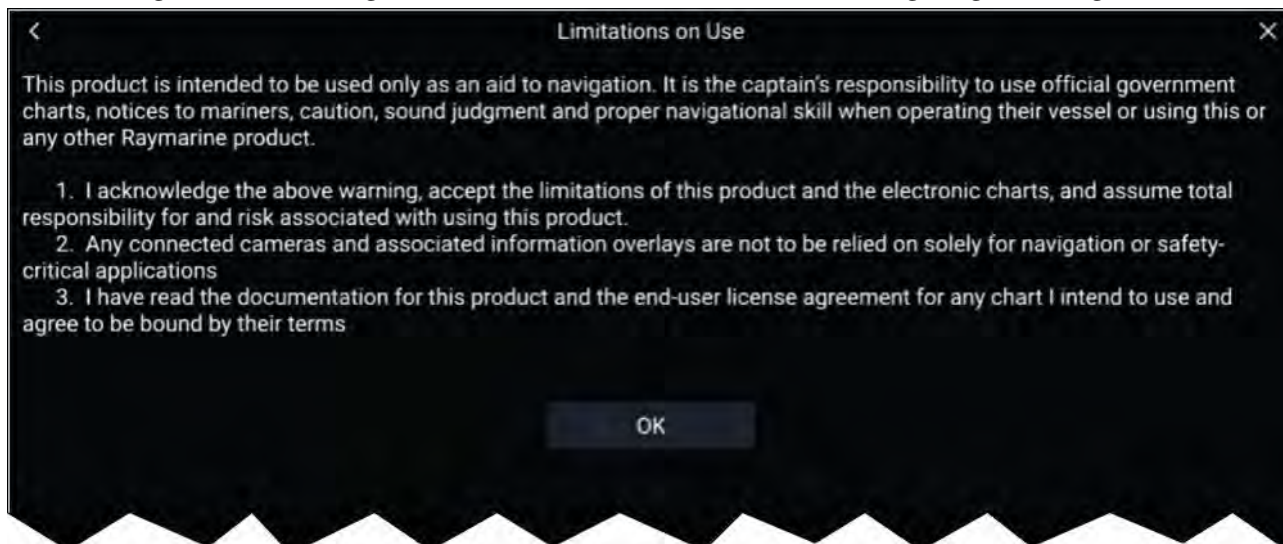 Limitations on Use
This product is intended to be used only as an aid to navigation. It is the captain's responsibility to use official government
charts, notices to mariners, caution, sound judgment and proper navigational skill when operating their vessel or using this or
any other Raymarine product.
1. I acknowledge the above warning, accept the limitations of this product and the electronic charts, and assume total
responsibility for and risk associated with using this product.
2. Any connected cameras and associated information overlays are not to be relied on solely for navigation or safety-
critical applications
3. I have read the documentation for this product and the end-user license agreement for any chart I intend to use and
agree to be bound by their terms
OK